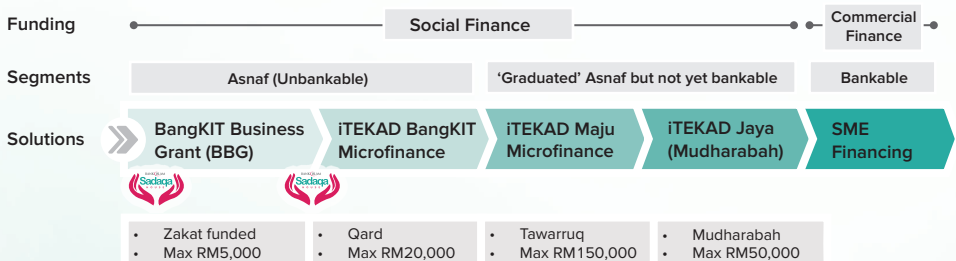 Funding
Social Finance
Commercial
Finance
Segments
Asnaf (Unbankable)
‘Graduated’ Asnaf but not yet bankable
Bankable
Solutions
BangKIT Business
Grant (BBG)
iTEKAD BangKIT
Microfinance
iTEKAD Maju
Microfinance
iTEKAD Jaya
(Mudharabah)
SME
Financing
Sadaqa
Sadaqa
• Zakat funded
• Max RM5,000
• Qard
• Max RM20,000
• Tawarruq
• Max RM150,000
• Mudharabah
• Max RM50,000